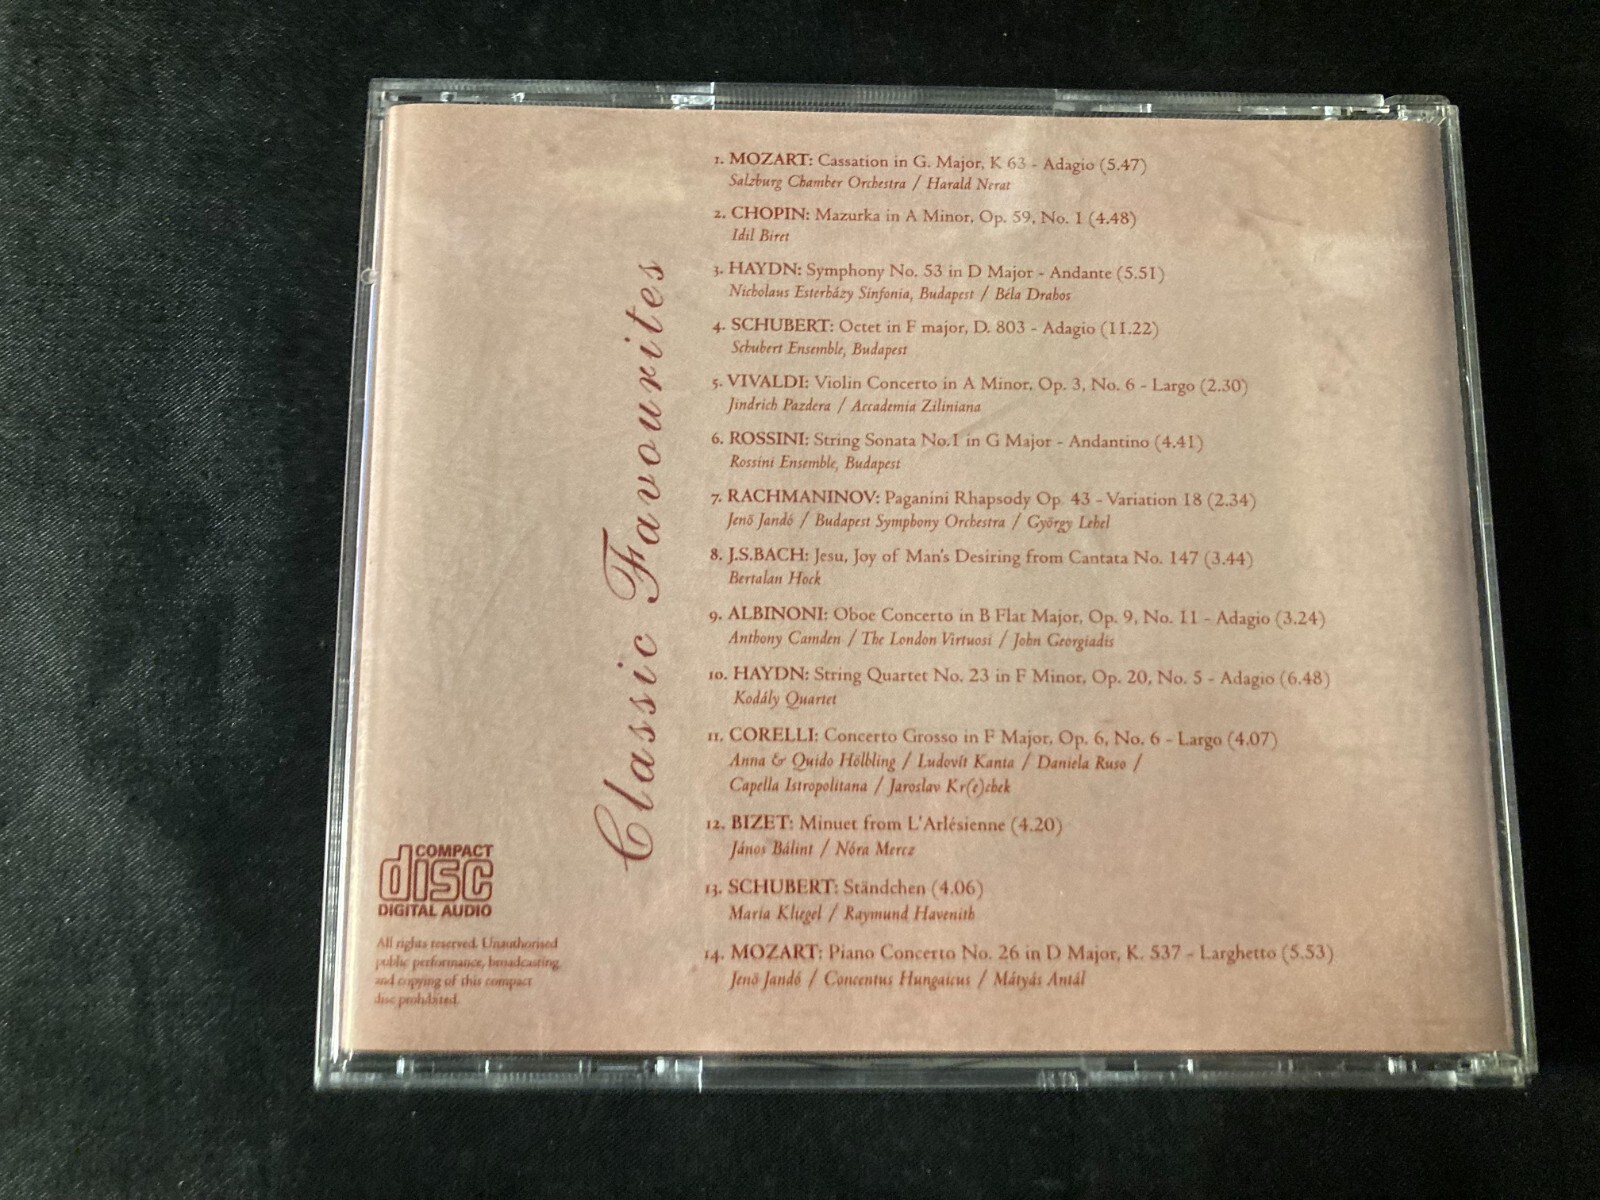 1. MOZART: Cassation in G. Major, K 63 - Adagio (5.47)
Salzburg Chamber Orchestra / Harald Nerat
2. CHOPIN: Mazurka in A Minor, Op. 59, No. 1 (4.48)
Idil Biret
3. HAYDN: Symphony No. 53 in D Major - Andante (5.51)
Nicholaus Esterházy Sinfonia, Budapest / Béla Drahos
4. SCHUBERT: Octet in F major, D. 803 - Adagio (11.22)
Schubert Ensemble, Budapest
5. VIVALDI: Violin Concerto in A Minor, Op. 3, No. 6 - Largo (2.30)
Jindrich Pazdera / Accademia Ziliniana
6. ROSSINI: String Sonata No.1 in G Major - Andantino (4.41)
Rossini Ensemble, Budapest
7. RACHMANINOV: Paganini Rhapsody Op. 43 - Variation 18 (2.34)
Jenö Jandó / Budapest Symphony Orchestra / György Lehel
8. J.S.BACH: Jesu, Joy of Man's Desiring from Cantata No. 147 (3.44)
Bertalan Hock
9. ALBINONI: Oboe Concerto in B Flat Major, Op. 9, No. 11 - Adagio (3.24)
Anthony Camden / The London Virtuosi / John Georgiadis
10. HAYDN: String Quartet No. 23 in F Minor, Op. 20, No. 5 - Adagio (6.48)
Kodály Quartet
11. CORELLI: Concerto Grosso in F Major, Op. 6, No. 6 - Largo (4.07)
Anna & Quido Hölbling / Ludovít Kanta / Daniela Ruso /
Capella Istropolitana / Jaroslav Kr(e)chek
12. BIZET: Minuet from L'Arlésienne (4.20)
János Bálint / Nóra Mercz
13. SCHUBERT: Ständchen (4.06)
Maria Kliegel / Raymund Havenith
14. MOZART: Piano Concerto No. 26 in D Major, K. 537 - Larghetto (5.53)
Jenö Jandó / Concentus Hungaicus / Mátyás Antál
Classic Favourites
COMPACT
disc
DIGITAL AUDIO
All rights reserved. Unauthorised
public performance, broadcasting,
and copying of this compact
disc prohibited.